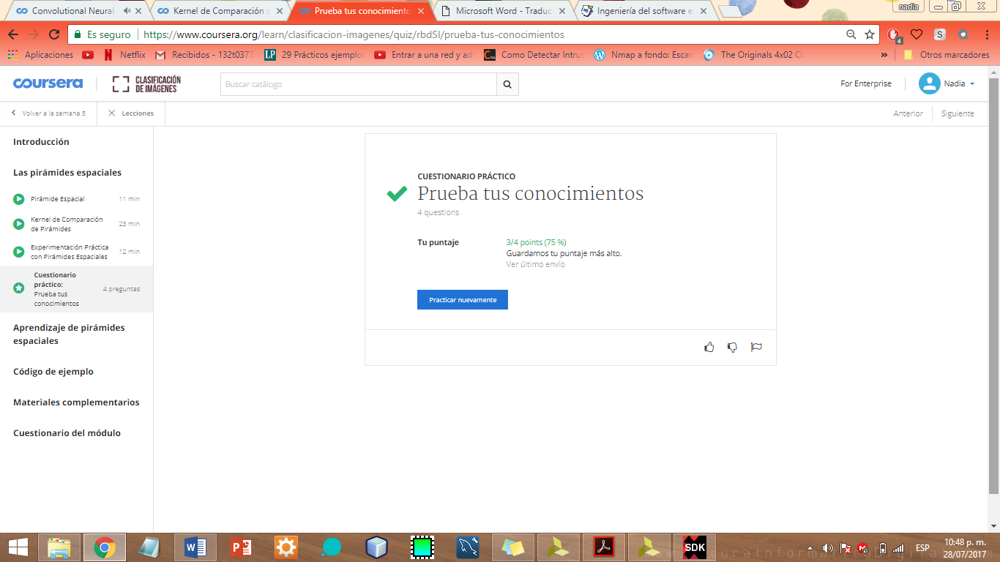 Convolutional Neural
Kernel de Comparación
Prueba tus conocimiento
Microsoft Word - Traduc
Ingeniería del software e
nadia
Es seguro
https://www.coursera.org/learn/clasificacion-imagenes/quiz/rbdSI/prueba-tus-conocimientos
4
S
Aplicaciones
Netflix
Recibidos - 132t0377
LP
29 Prácticos ejemplo
Entrar a una red y ad
Como Detectar Intru
Nmap a fondo: Escan
The Originals 4x02
»
Otros marcadores
coursera
CLASIFICACIÓN
DE IMÁGENES
Buscar catálogo
For Enterprise
Nadia
Volver a la semana 5
Lecciones
Anterior
Siguiente
Introducción
Las pirámides espaciales
Pirámide Espacial 11 min
Kernel de Comparación
de Pirámides 23 min
Experimentación Práctica
con Pirámides Espaciales 12 min
Cuestionario
práctico:
Prueba tus
conocimientos
4 preguntas
Aprendizaje de pirámides
espaciales
Código de ejemplo
Materiales complementarios
Cuestionario del módulo
CUESTIONARIO PRÁCTICO
Prueba tus conocimientos
4 questions
Tu puntaje
3/4 points (75 %)
Guardamos tu puntaje más alto.
Ver último envío
Practicar nuevamente
SDK
ESP
10:48 p. m.
28/07/2017